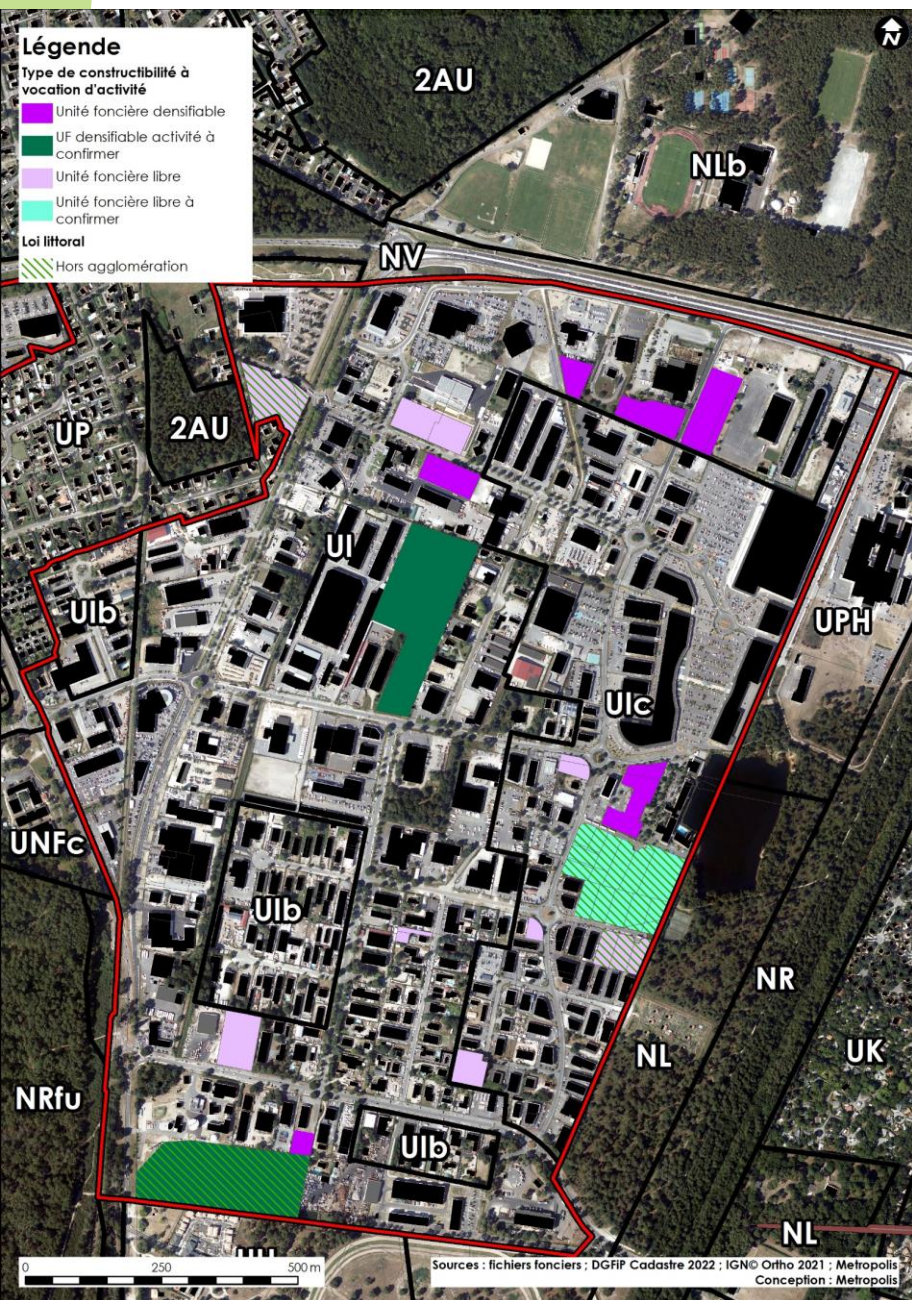 Légende
Type de constructibilité à
vocation d'activité
Unité foncière densifiable
UF densifiable activité à
confirmer
Unité foncière libre
Unité foncière libre à
confirmer
Loi littoral
Hors agglomération
N
2AU
NLb
NV
UP
2AU
UI
UIb
UPH
UIc
UNFc
UIb
NR
NL
UK
NRfu
UIb
NL
0 250 500 m
Sources : fichiers fonciers ; DGFiP Cadastre 2022 ; IGN© Ortho 2021 ; Metropolis
Conception : Metropolis